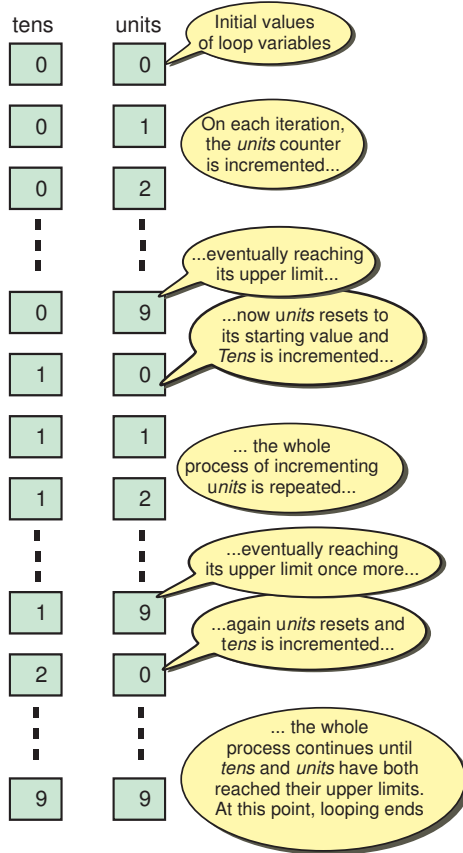 tens units
Initial values
of loop variables
0 0
0 1
On each iteration,
the units counter
is incremented...
0 2
...eventually reaching
its upper limit...
0 9
...now units resets to
its starting value and
Tens is incremented...
1 0
1 1
... the whole
process of incrementing
units is repeated...
1 2
...eventually reaching
its upper limit once more...
1 9
...again units resets and
tens is incremented...
2 0
... the whole
process continues until
tens and units have both
reached their upper limits.
At this point, looping ends
9 9